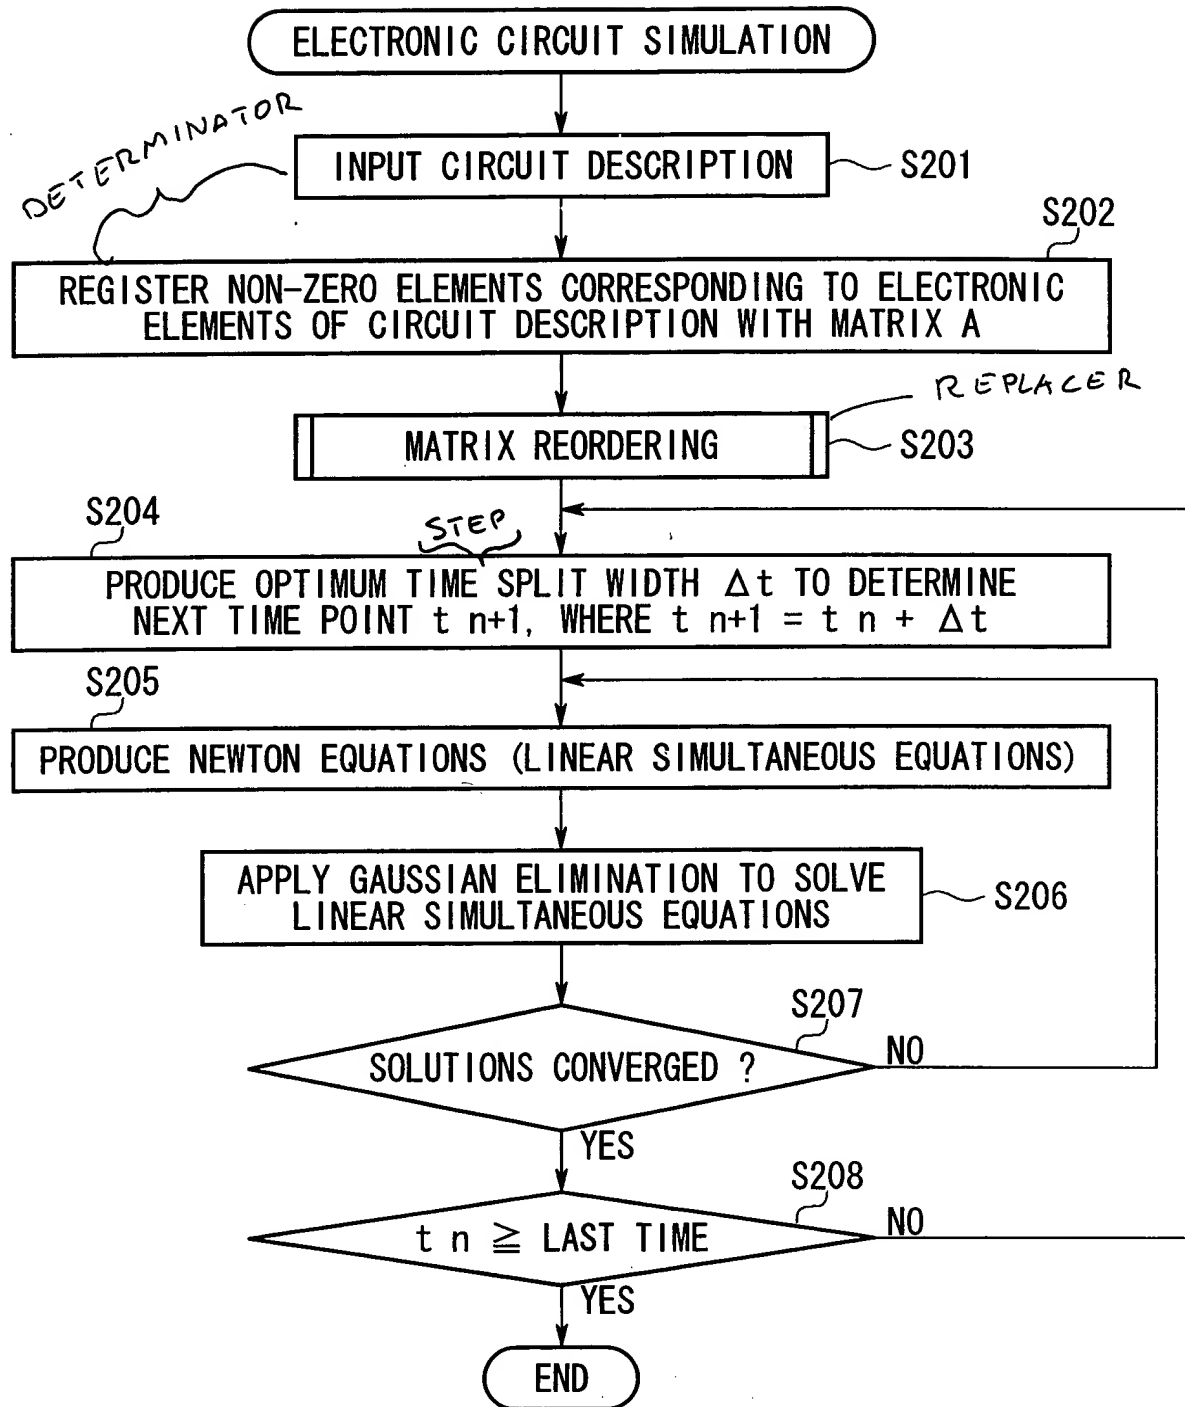 ELECTRONIC CIRCUIT SIMULATION
DETERMINATOR
INPUT CIRCUIT DESCRIPTION
S201
S202
REGISTER NON-ZERO ELEMENTS CORRESPONDING TO ELECTRONIC
ELEMENTS OF CIRCUIT DESCRIPTION WITH MATRIX A
REPLACER
MATRIX REORDERING
S203
S204
STEP
PRODUCE OPTIMUM TIME SPLIT WIDTH Δt TO DETERMINE
NEXT TIME POINT t n+1, WHERE t n+1 = t n + Δt
S205
PRODUCE NEWTON EQUATIONS (LINEAR SIMULTANEOUS EQUATIONS)
APPLY GAUSSIAN ELIMINATION TO SOLVE
LINEAR SIMULTANEOUS EQUATIONS
S206
S207
SOLUTIONS CONVERGED ?
NO
YES
S208
t n ≧ LAST TIME
NO
YES
END